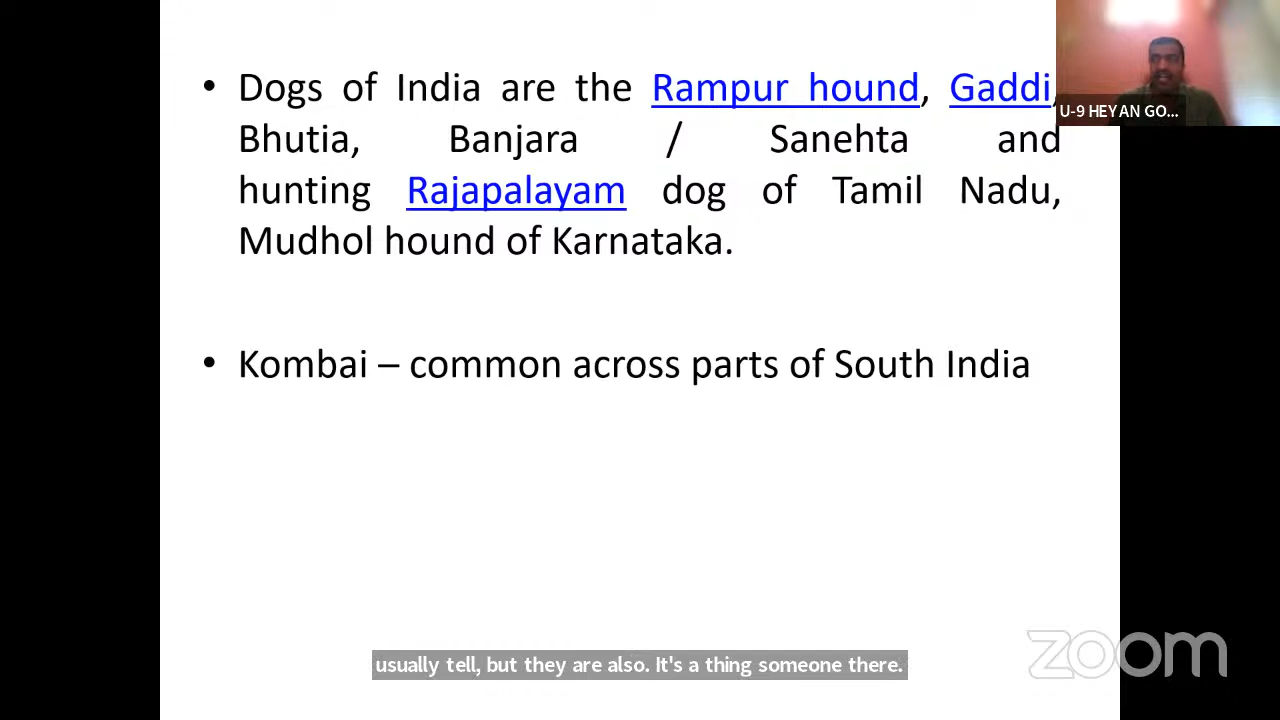 • Dogs of India are the Rampur hound, Gaddi,
Bhutia, Banjara / Sanehta and
hunting Rajapalayam dog of Tamil Nadu,
Mudhol hound of Karnataka.
• Kombai – common across parts of South India
U-9 HEYAN GO...
usually tell, but they are also. It's a thing someone there.
zoom